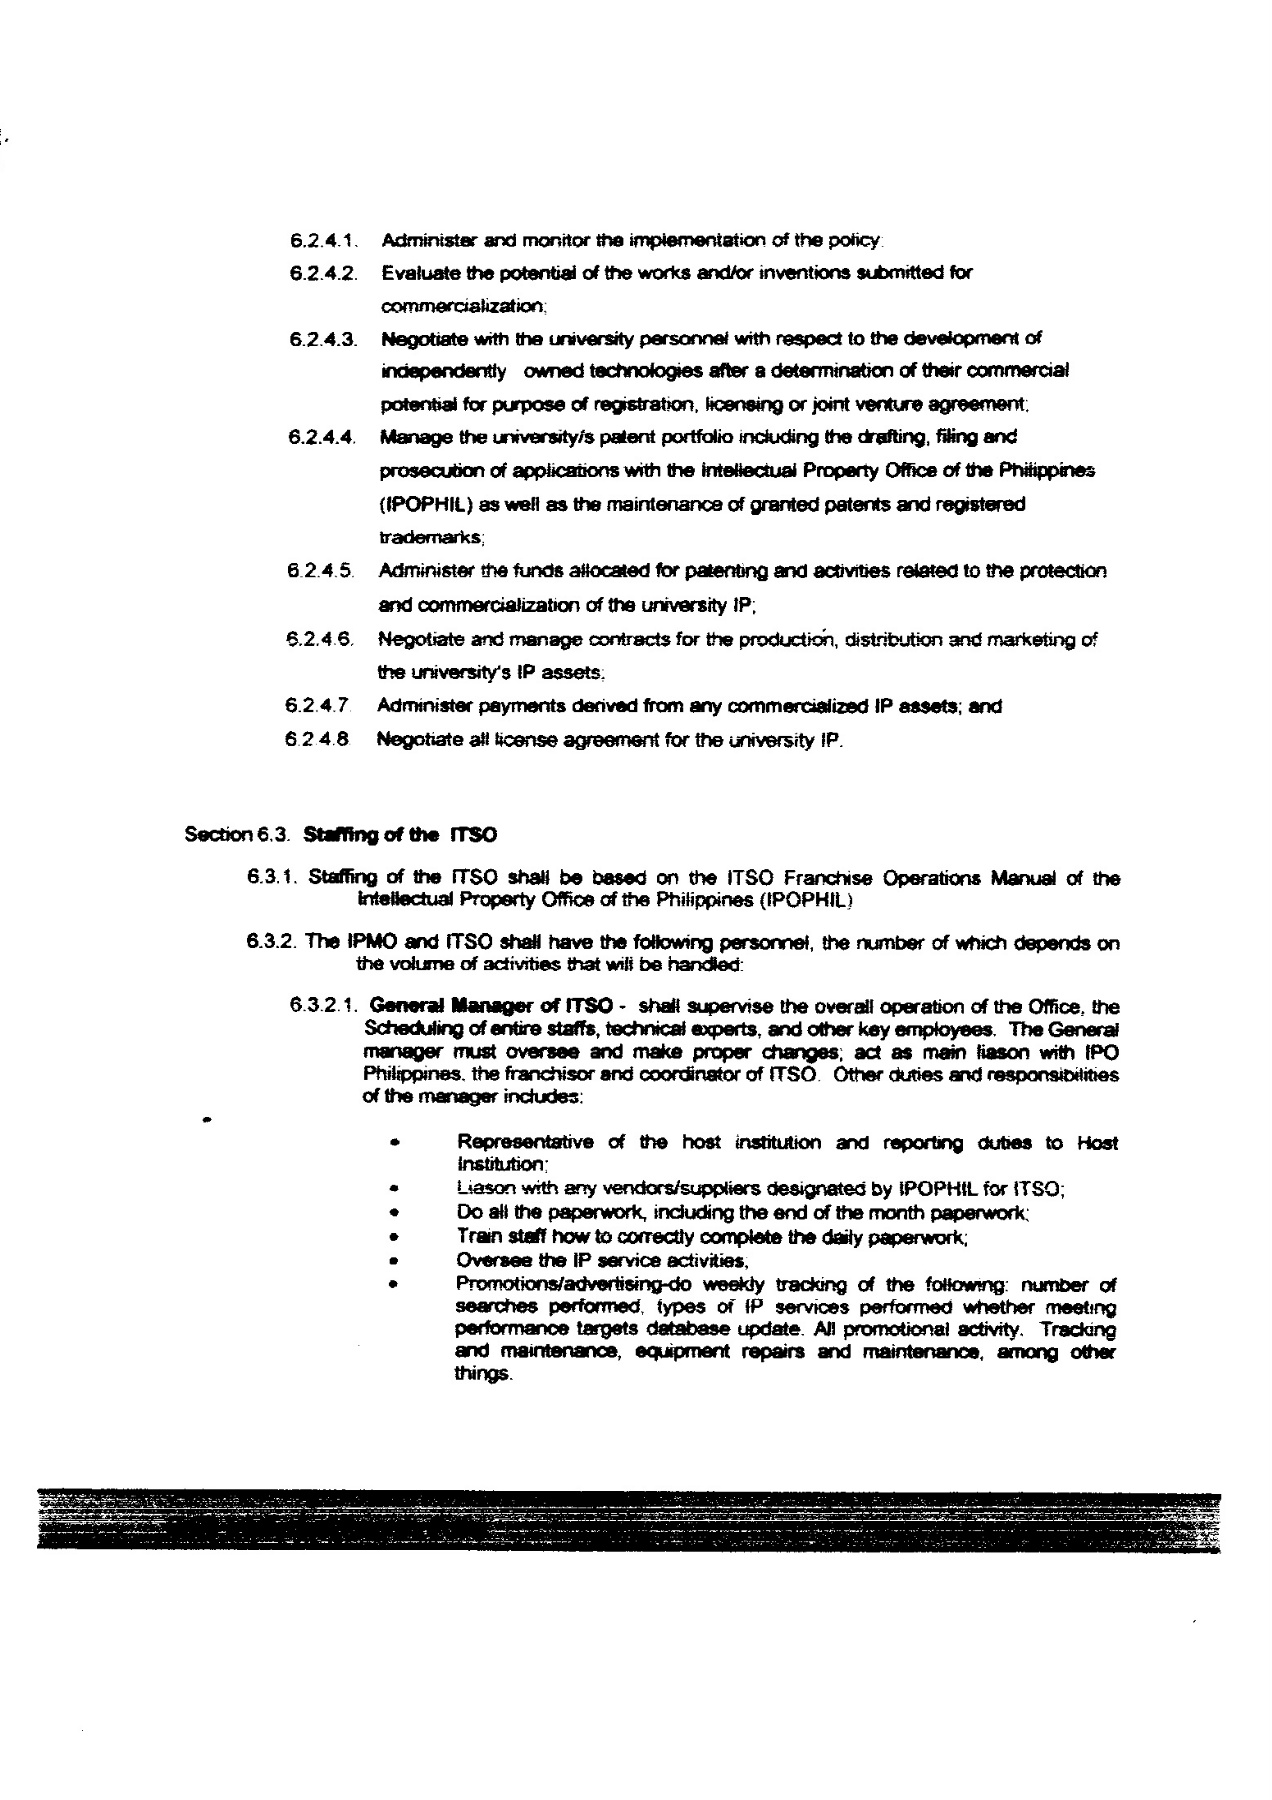 6.2.4.1. Administer and monitor the implementation of the policy;
6.2.4.2. Evaluate the potential of the works and/or inventions submitted for
commercialization;
6.2.4.3. Negotiate with the university personnel with respect to the development of
independently owned technologies after a determination of their commercial
potential for purpose of registration, licensing or joint venture agreement;
6.2.4.4. Manage the university/s patent portfolio including the drafting, filing and
prosecution of applications with the Intellectual Property Office of the Philippines
(IPOPHIL) as well as the maintenance of granted patents and registered
trademarks;
6.2.4.5. Administer the funds allocated for patenting and activities related to the protection
and commercialization of the university IP;
6.2.4.6. Negotiate and manage contracts for the production, distribution and marketing of
the university's IP assets;
6.2.4.7 Administer payments derived from any commercialized IP assets; and
6.2.4.8 Negotiate all license agreement for the university IP.
Section 6.3. Staffing of the ITSO
6.3.1. Staffing of the ITSO shall be based on the ITSO Franchise Operations Manual of the
Intellectual Property Office of the Philippines (IPOPHIL)
6.3.2. The IPMO and ITSO shall have the following personnel, the number of which depends on
the volume of activities that will be handled:
6.3.2.1. General Manager of ITSO - shall supervise the overall operation of the Office, the
Scheduling of entire staffs, technical experts, and other key employees. The General
manager must oversee and make proper changes; act as main liason with IPO
Philippines, the franchisor and coordinator of ITSO. Other duties and responsibilities
of the manager includes:
• Representative of the host institution and reporting duties to Host
Institution;
• Liason with any vendors/suppliers designated by IPOPHIL for ITSO;
• Do all the paperwork, including the end of the month paperwork;
• Train staff how to correctly complete the daily paperwork;
• Oversee the IP service activities;
• Promotions/advertising-do weekly tracking of the following: number of
searches performed, types of IP services performed whether meeting
performance targets database update. All promotional activity. Tracking
and maintenance, equipment repairs and maintenance, among other
things.